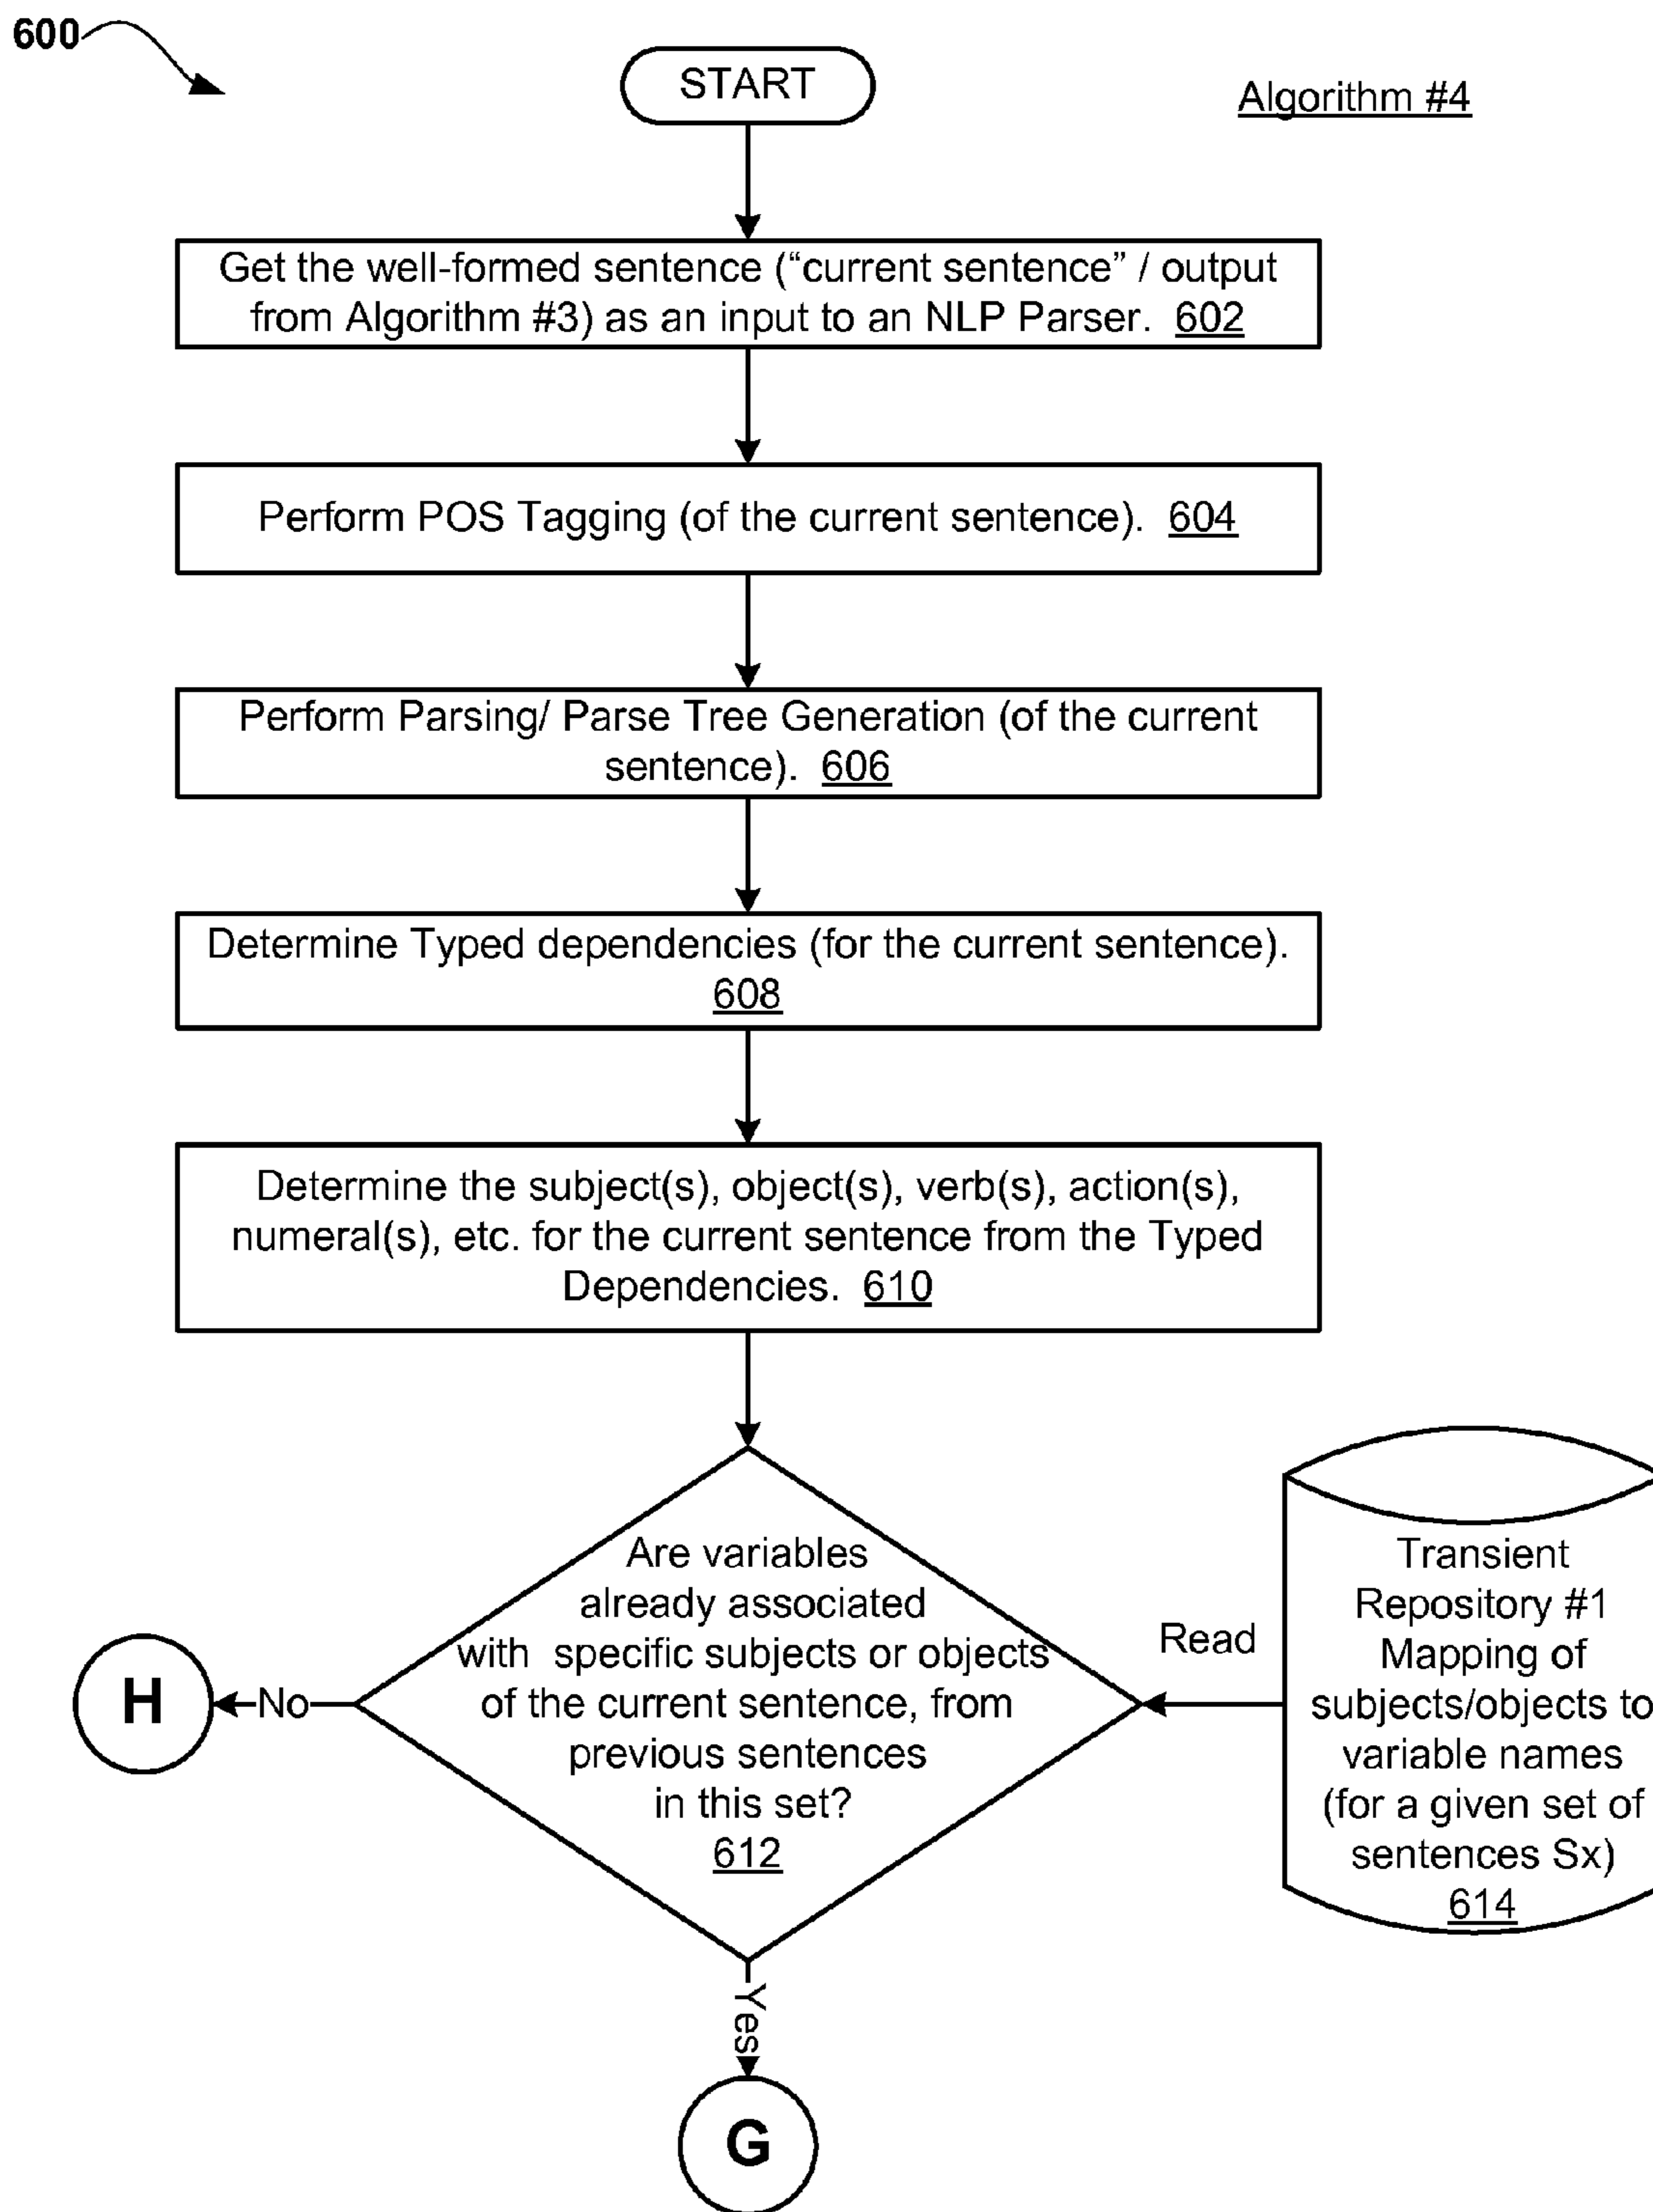 600
START
Algorithm #4
Get the well-formed sentence (“current sentence” / output
from Algorithm #3) as an input to an NLP Parser. 602
Perform POS Tagging (of the current sentence). 604
Perform Parsing/ Parse Tree Generation (of the current
sentence). 606
Determine Typed dependencies (for the current sentence).
608
Determine the subject(s), object(s), verb(s), action(s),
numeral(s), etc. for the current sentence from the Typed
Dependencies. 610
Are variables
already associated
with specific subjects or objects
of the current sentence, from
previous sentences
in this set?
612
Read
Transient
Repository #1
Mapping of
subjects/objects to
variable names
(for a given set of
sentences Sx)
614
No
H
Yes
G